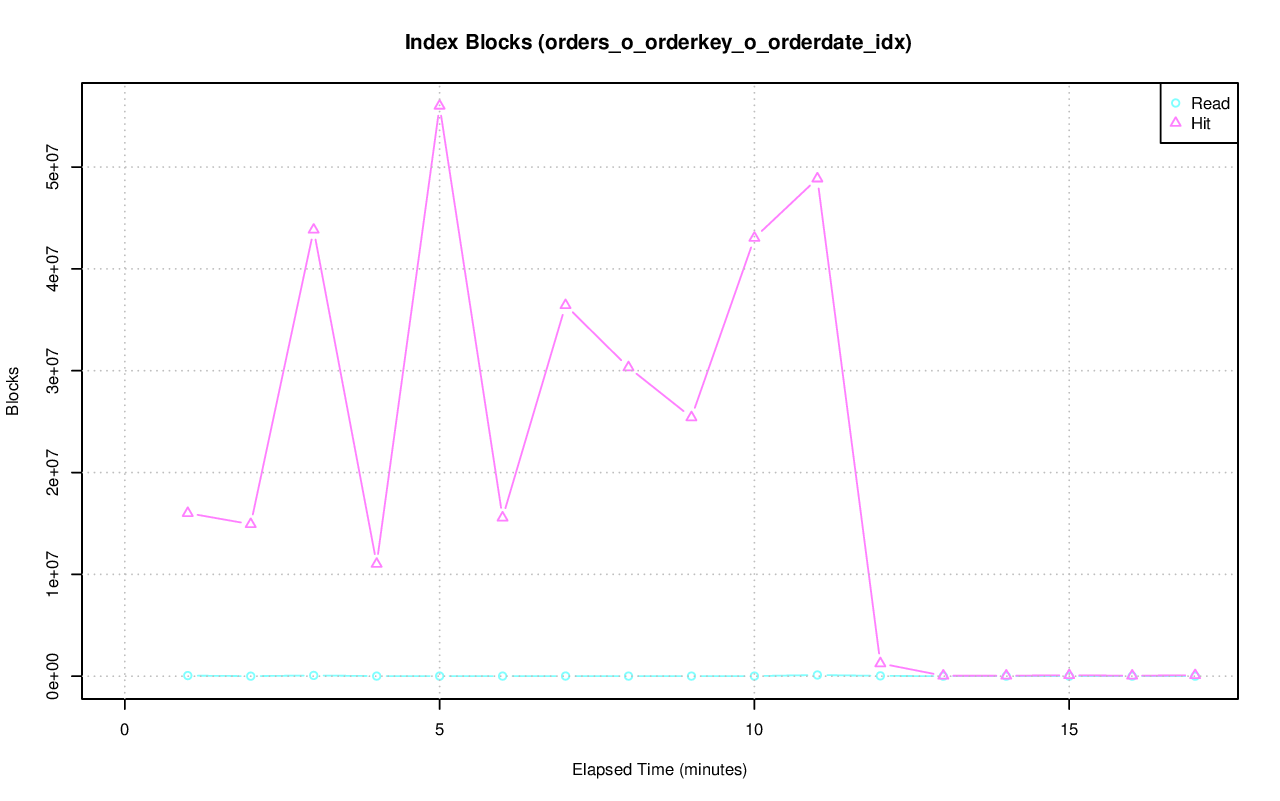 Index Blocks (orders_o_orderkey_o_orderdate_idx)
Read
Hit
5e+07
4e+07
3e+07
2e+07
1e+07
0e+00
Blocks
0
5
10
15
Elapsed Time (minutes)